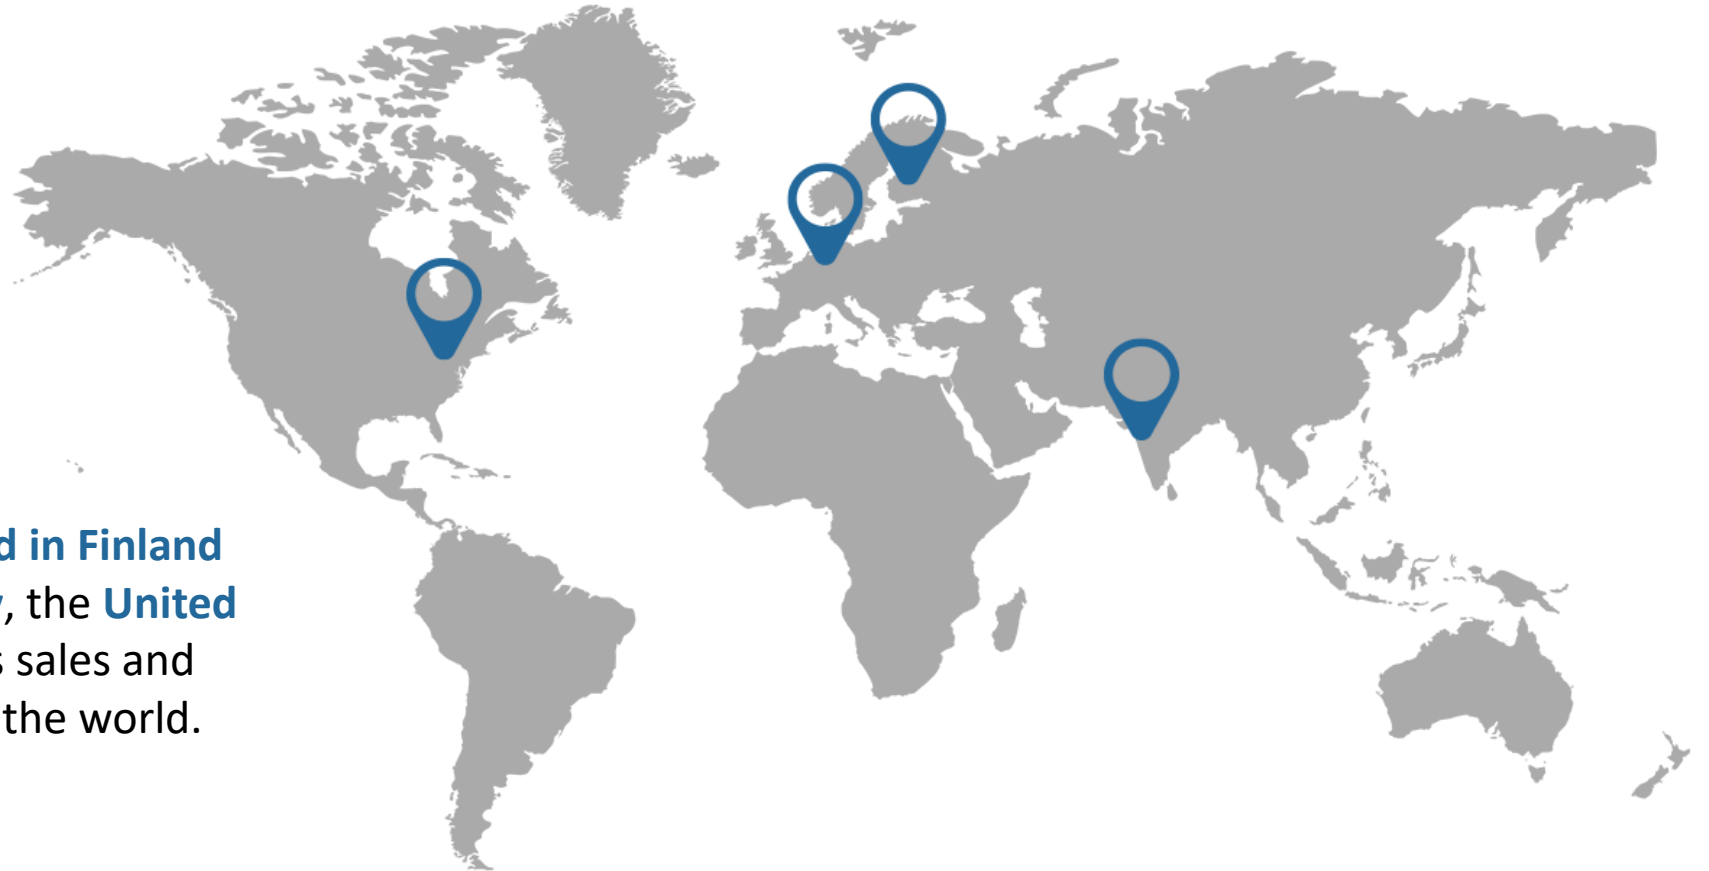 d in Finland
, the United
s sales and
the world.